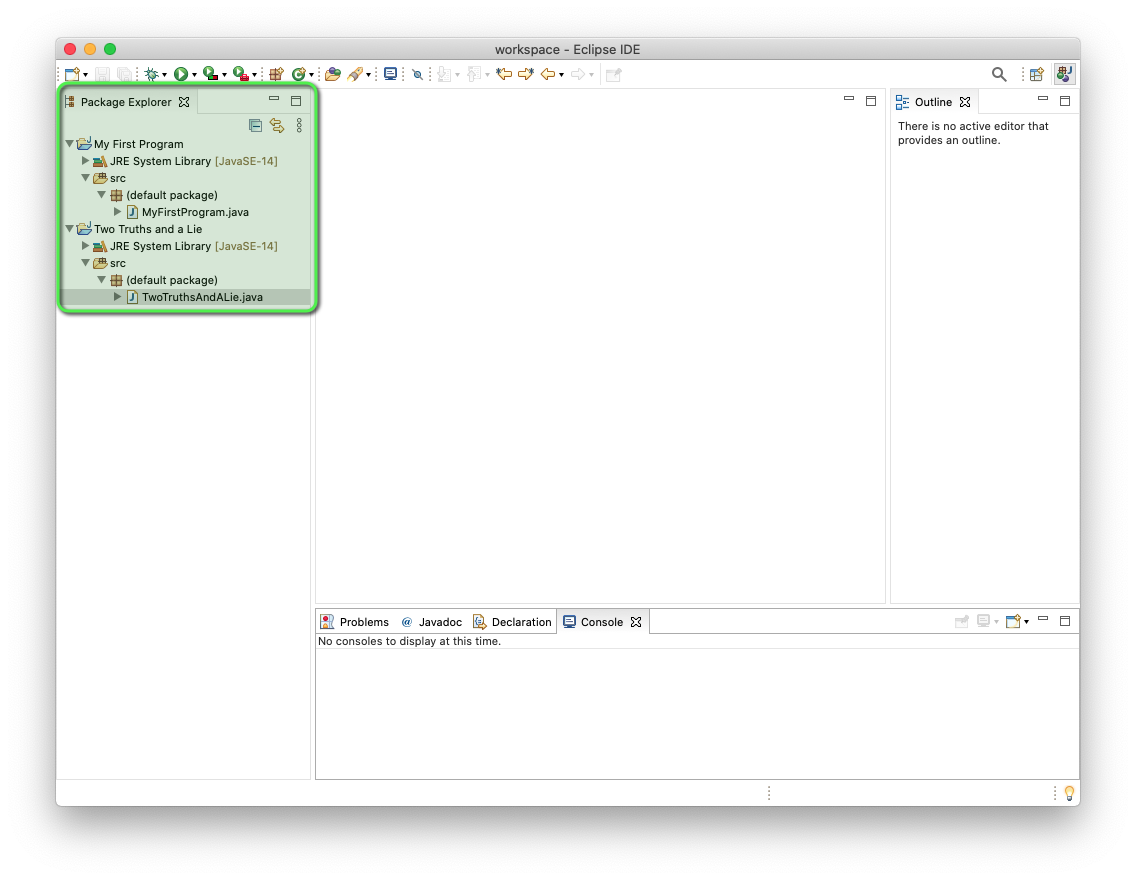 workspace - Eclipse IDE
Package Explorer
My First Program
JRE System Library [JavaSE-14]
src
(default package)
MyFirstProgram.java
Two Truths and a Lie
JRE System Library [JavaSE-14]
src
(default package)
TwoTruthsAndALie.java
Outline
There is no active editor that
provides an outline.
Problems @ Javadoc Declaration Console
No consoles to display at this time.